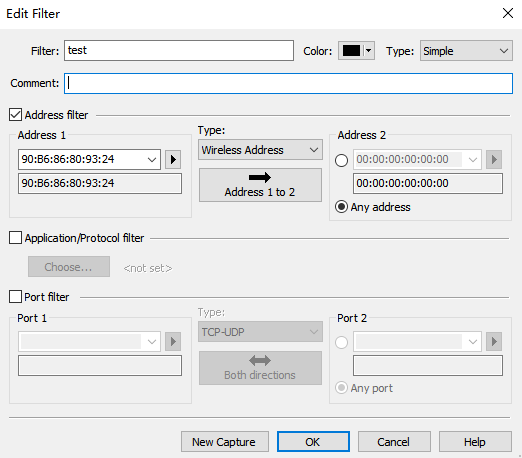 Edit Filter
Filter: test Color: Type: Simple
Comment:
Address filter
Address 1 Type: Address 2
90:B6:86:80:93:24 Wireless Address 00:00:00:00:00:00
90:B6:86:80:93:24 Address 1 to 2 00:00:00:00:00:00
Any address
Application/Protocol filter
Choose... <not set>
Port filter
Port 1 Type: Port 2
TCP-UDP
Both directions Any port
New Capture OK Cancel Help